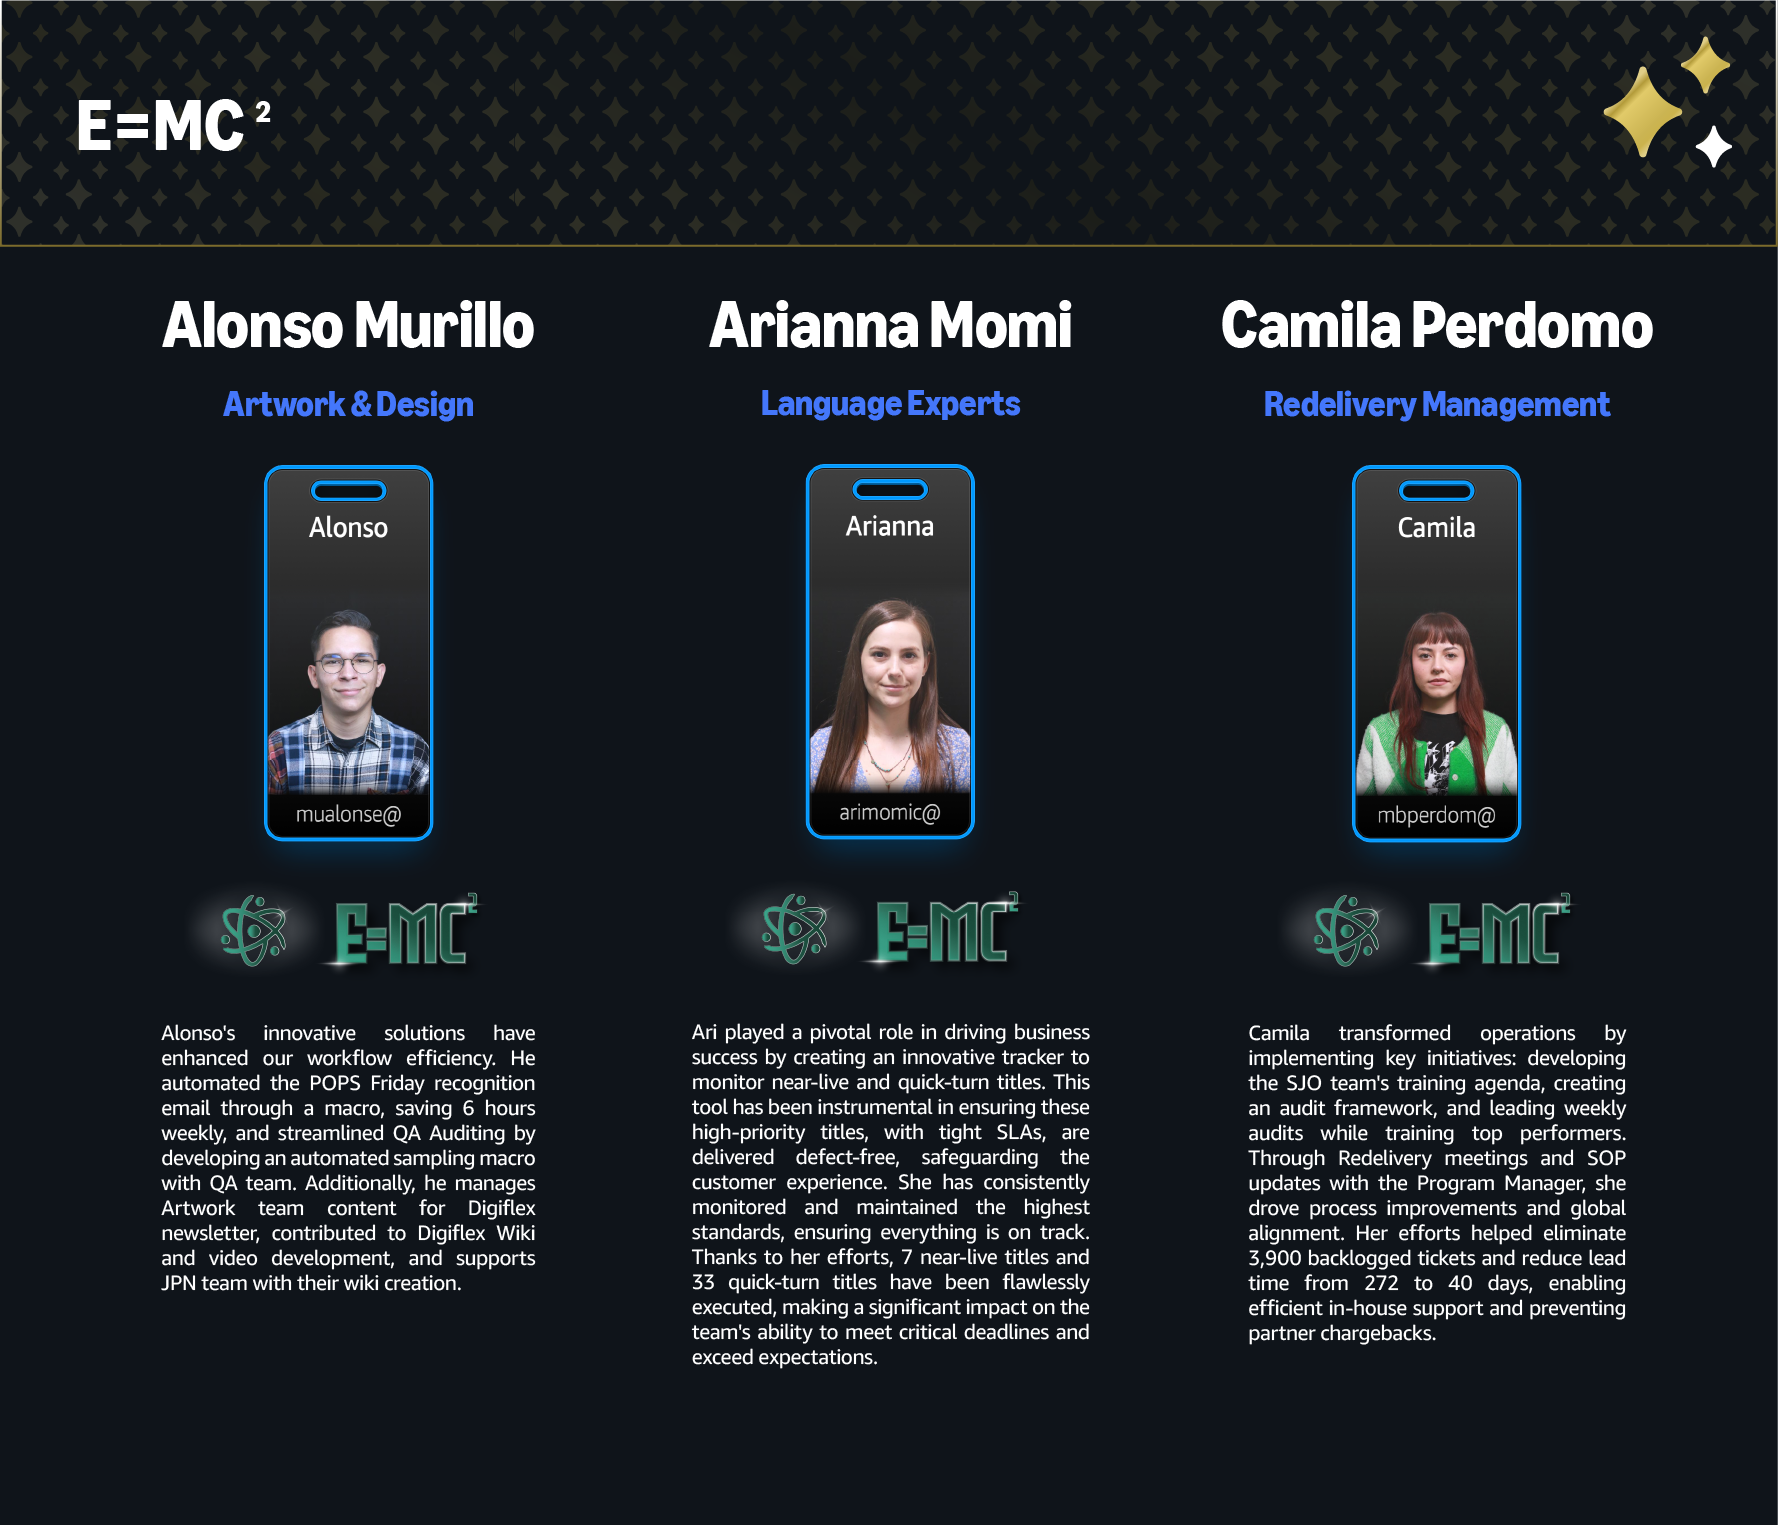 E=MC²
Alonso Murillo
Artwork & Design
Alonso
mualonse@
E=MC²
Alonso's innovative solutions have
enhanced our workflow efficiency. He
automated the POPS Friday recognition
email through a macro, saving 6 hours
weekly, and streamlined QA Auditing by
developing an automated sampling macro
with QA team. Additionally, he manages
Artwork team content for Digiflex
newsletter, contributed to Digiflex Wiki
and video development, and supports
JPN team with their wiki creation.
Arianna Momi
Language Experts
Arianna
arimomic@
E=MC²
Ari played a pivotal role in driving business
success by creating an innovative tracker to
monitor near-live and quick-turn titles. This
tool has been instrumental in ensuring these
high-priority titles, with tight SLAs, are
delivered defect-free, safeguarding the
customer experience. She has consistently
monitored and maintained the highest
standards, ensuring everything is on track.
Thanks to her efforts, 7 near-live titles and
33 quick-turn titles have been flawlessly
executed, making a significant impact on the
team's ability to meet critical deadlines and
exceed expectations.
Camila Perdomo
Redelivery Management
Camila
mbperdom@
E=MC²
Camila transformed operations by
implementing key initiatives: developing
the SJO team's training agenda, creating
an audit framework, and leading weekly
audits while training top performers.
Through Redelivery meetings and SOP
updates with the Program Manager, she
drove process improvements and global
alignment. Her efforts helped eliminate
3,900 backlogged tickets and reduce lead
time from 272 to 40 days, enabling
efficient in-house support and preventing
partner chargebacks.